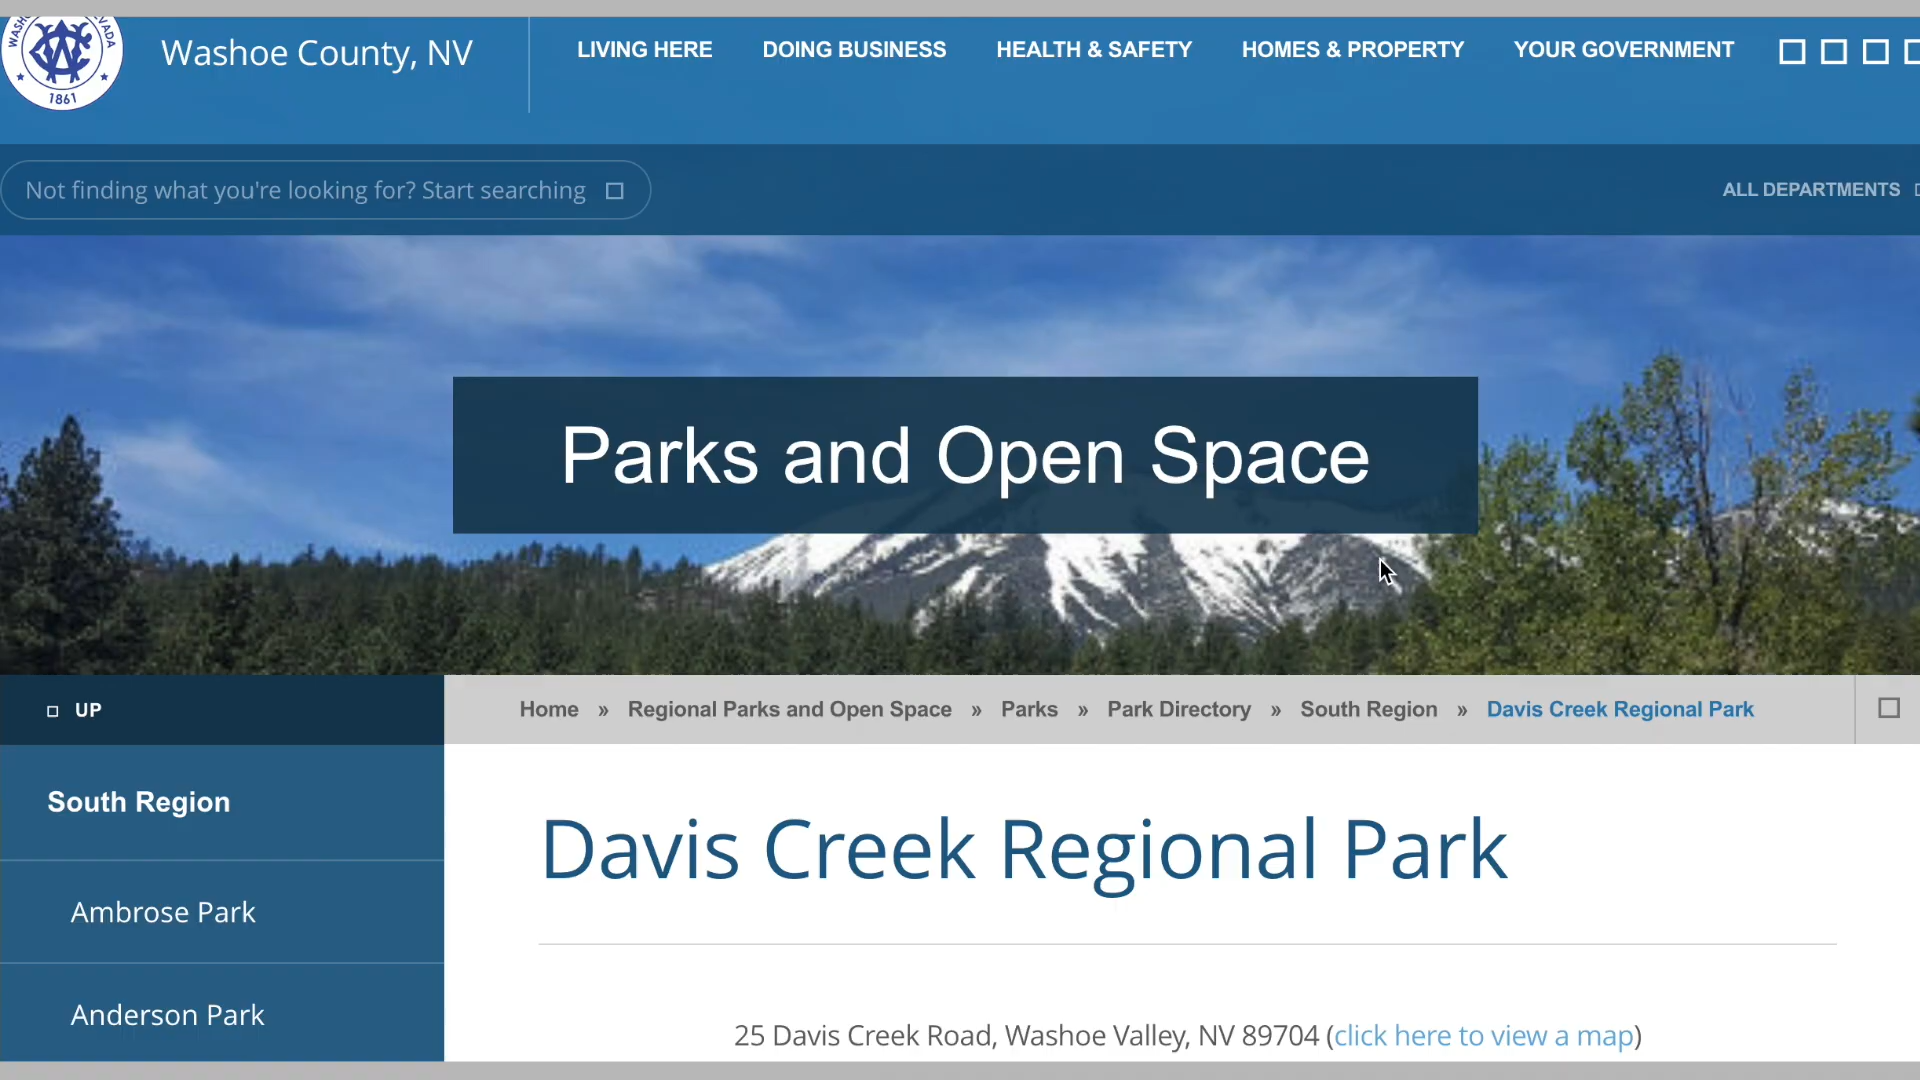 Washoe County, NV
LIVING HERE
DOING BUSINESS
HEALTH & SAFETY
HOMES & PROPERTY
YOUR GOVERNMENT
1861
Not finding what you're looking for? Start searching
ALL DEPARTMENTS
Parks and Open Space
UP
Home » Regional Parks and Open Space » Parks » Park Directory » South Region » Davis Creek Regional Park
South Region
Ambrose Park
Anderson Park
Davis Creek Regional Park
25 Davis Creek Road, Washoe Valley, NV 89704 (click here to view a map)